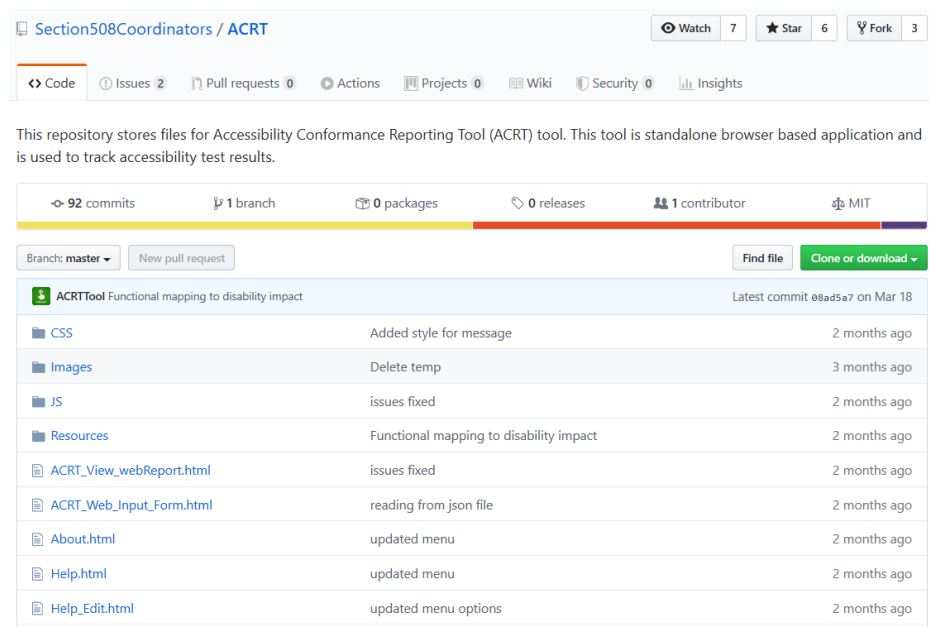 Section508Coordinators / ACRT Watch 7 Star 6 Fork 3
Code Issues 2 Pull requests 0 Actions Projects 0 Wiki Security 0 Insights
This repository stores files for Accessibility Conformance Reporting Tool (ACRT) tool. This tool is standalone browser based application and
is used to track accessibility test results.
92 commits 1 branch 0 packages 0 releases 1 contributor MIT
Branch: master New pull request Find file Clone or download
ACRTTool Functional mapping to disability impact Latest commit 08ad5a7 on Mar 18
CSS Added style for message 2 months ago
Images Delete temp 3 months ago
JS issues fixed 2 months ago
Resources Functional mapping to disability impact 2 months ago
ACRT_View_webReport.html issues fixed 2 months ago
ACRT_Web_Input_Form.html reading from json file 2 months ago
About.html updated menu 2 months ago
Help.html updated menu 2 months ago
Help_Edit.html updated menu options 2 months ago